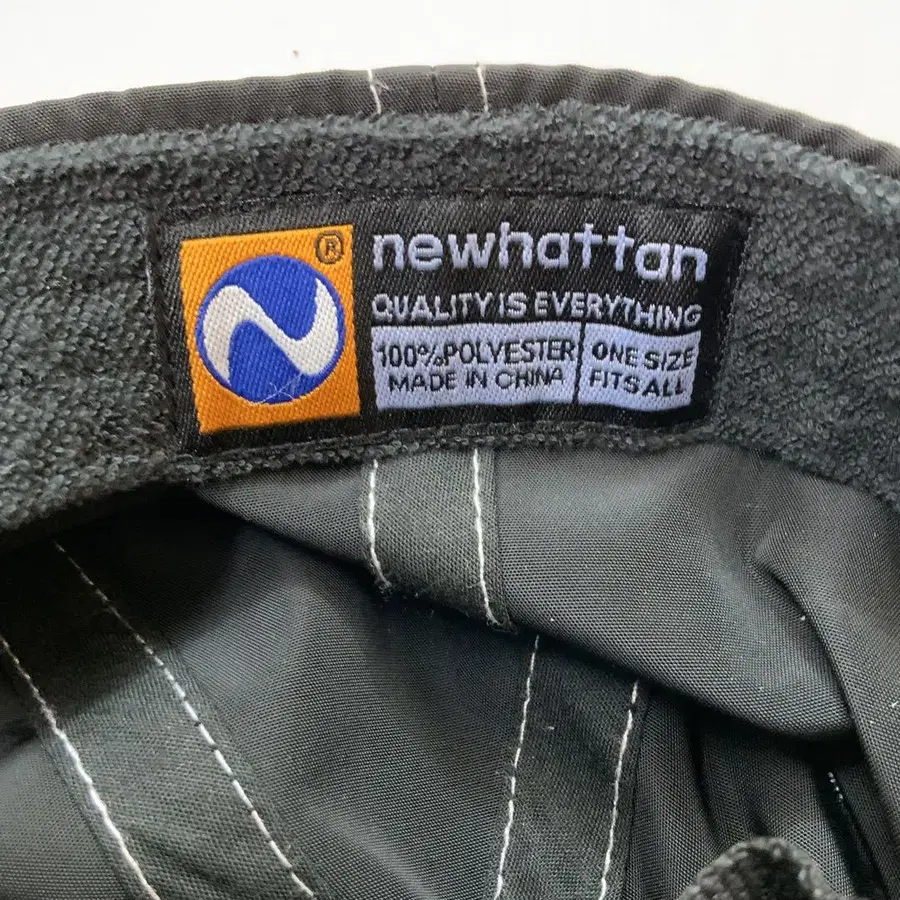 ®
newhattan
QUALITY IS EVERYTHING
100% POLYESTER
MADE IN CHINA
ONE SIZE
FITS ALL